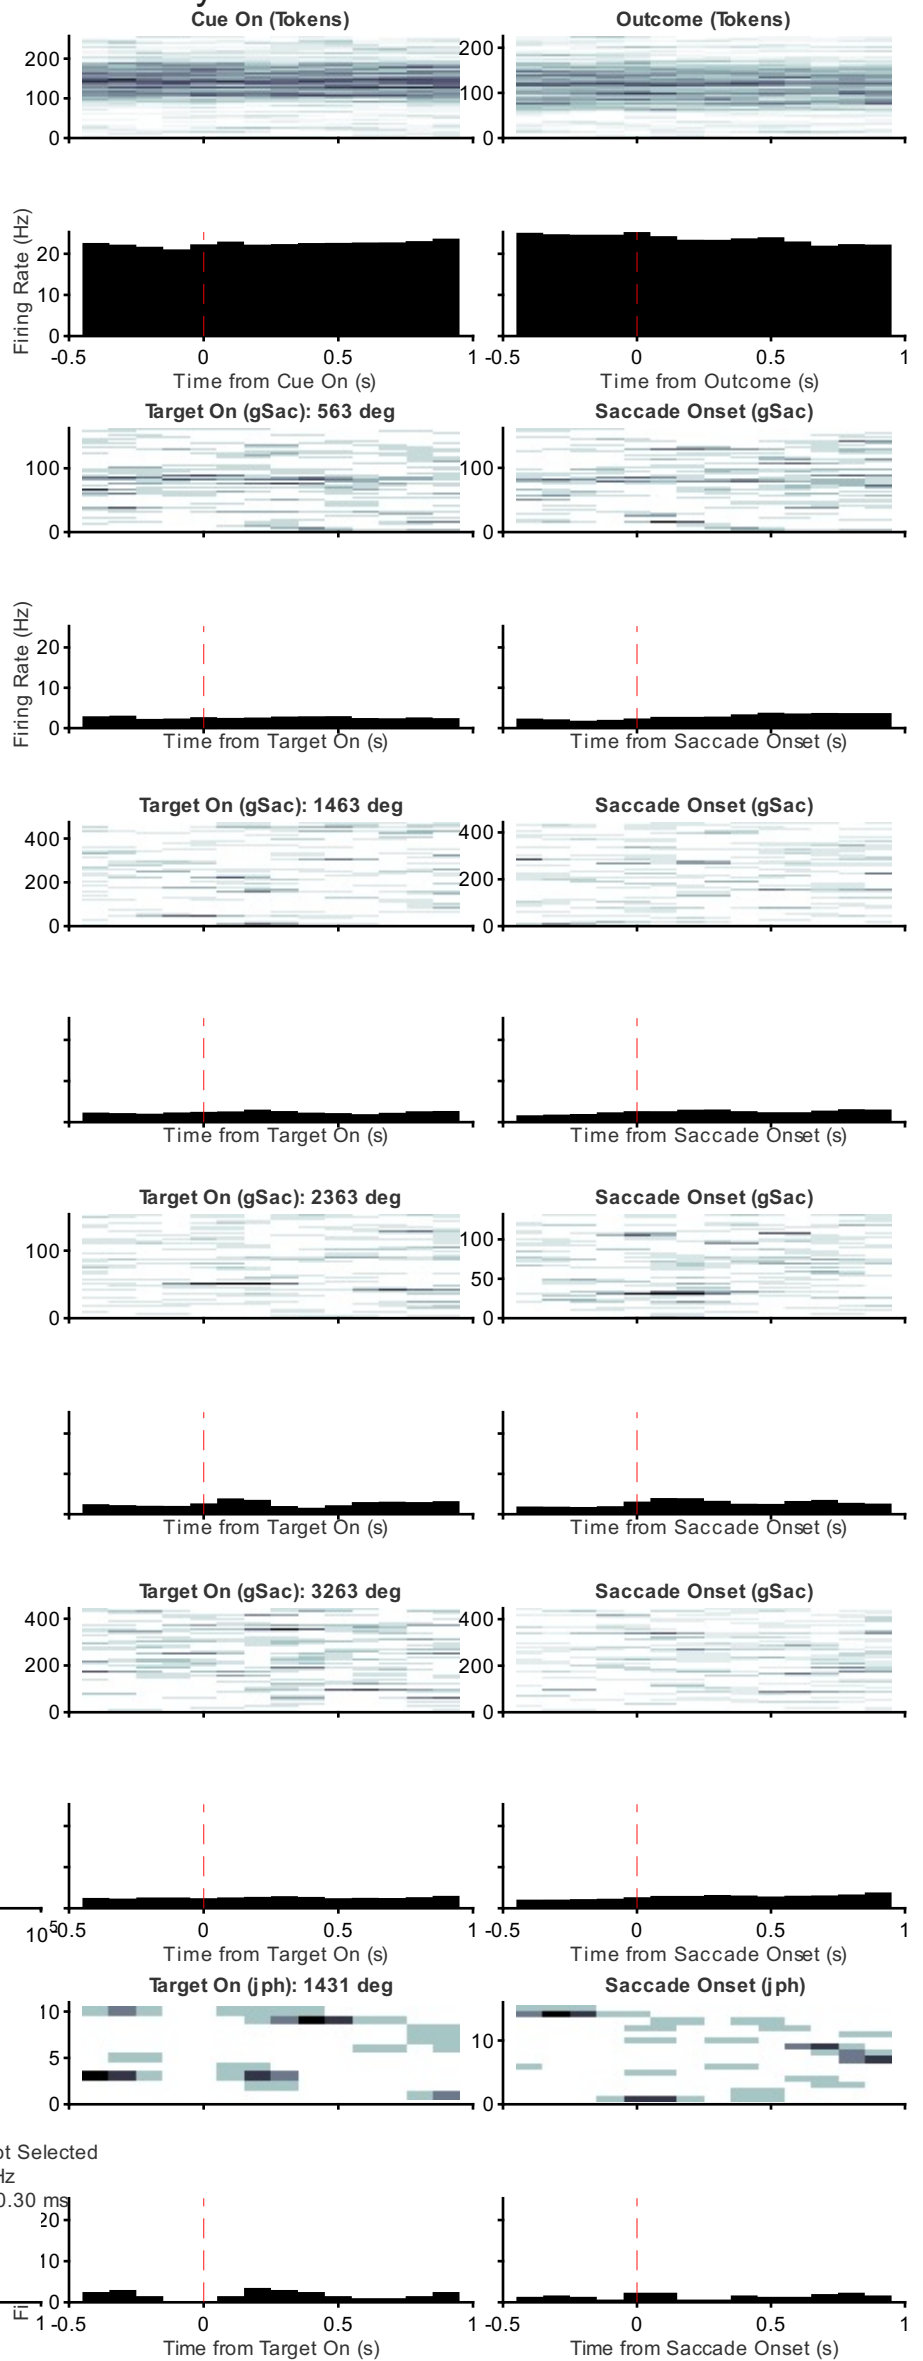 Cue On (Tokens)
Outcome (Tokens)
200
100
0
200
100
0
Firing Rate (Hz)
20
10
0
-0.5 0 0.5 1
-0.5 0 0.5 1
Time from Cue On (s)
Time from Outcome (s)
Target On (gSac): 563 deg
Saccade Onset (gSac)
100
0
100
0
Firing Rate (Hz)
20
10
0
Time from Target On (s)
Time from Saccade Onset (s)
Target On (gSac): 1463 deg
Saccade Onset (gSac)
400
200
0
400
200
0
Time from Target On (s)
Time from Saccade Onset (s)
Target On (gSac): 2363 deg
Saccade Onset (gSac)
100
0
100
50
0
Time from Target On (s)
Time from Saccade Onset (s)
Target On (gSac): 3263 deg
Saccade Onset (gSac)
400
200
0
400
200
0
10⁵
-0.5 0 0.5 1
-0.5 0 0.5 1
Time from Target On (s)
Time from Saccade Onset (s)
Target On (jph): 1431 deg
Saccade Onset (jph)
10
5
0
10
0
ot Selected
Hz
0.30 ms
20
10
0
Fi
1
-0.5 0 0.5 1
-0.5 0 0.5 1
Time from Target On (s)
Time from Saccade Onset (s)